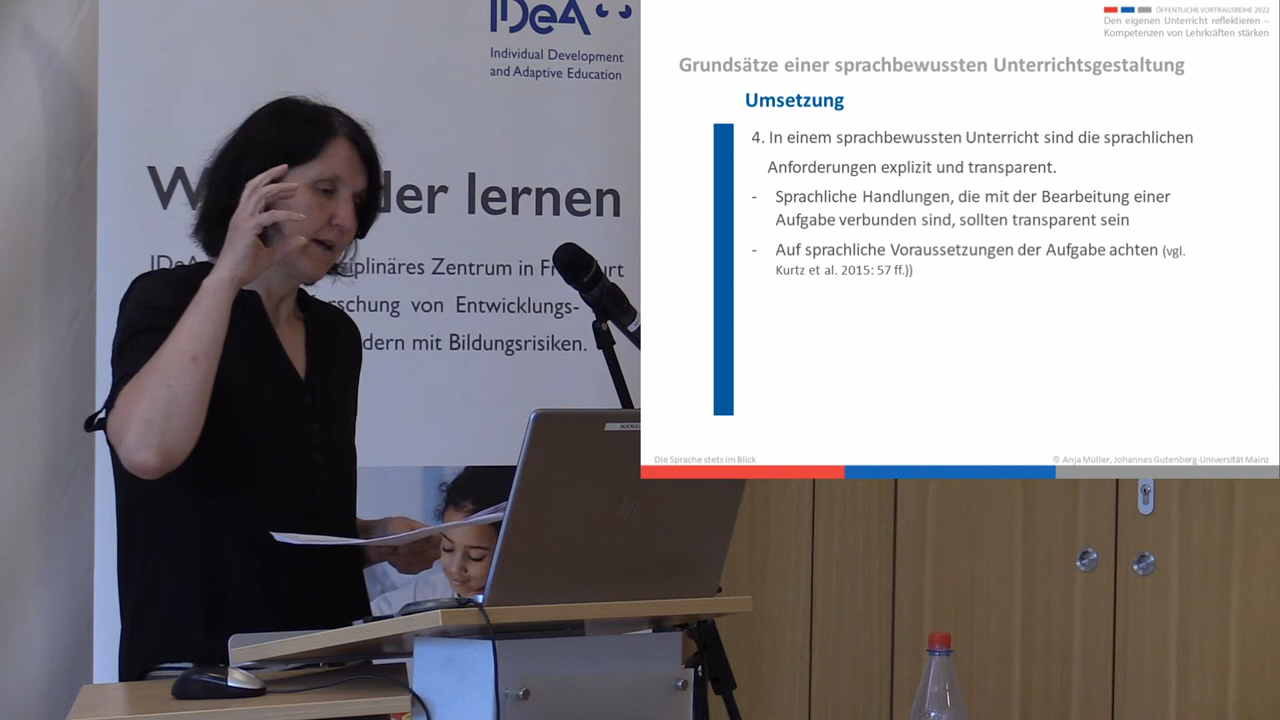 IDeA
Individual Development
and Adaptive Education
der lernen
IDeA
ziplinäres Zentrum in Fr kfurt
rschung von Entwicklungs-
dern mit Bildungsrisiken.
ÖFFENTLICHE VORTRAGSREIHE 2022
Den eigenen Unterricht reflektieren –
Kompetenzen von Lehrkräften stärken
Grundsätze einer sprachbewussten Unterrichtsgestaltung
Umsetzung
4. In einem sprachbewussten Unterricht sind die sprachlichen
Anforderungen explizit und transparent.
- Sprachliche Handlungen, die mit der Bearbeitung einer
Aufgabe verbunden sind, sollten transparent sein
- Auf sprachliche Voraussetzungen der Aufgabe achten (vgl.
Kurtz et al. 2015: 57 ff.))
Die Sprache stets im Blick
© Anja Müller, Johannes Gutenberg-Universität Mainz